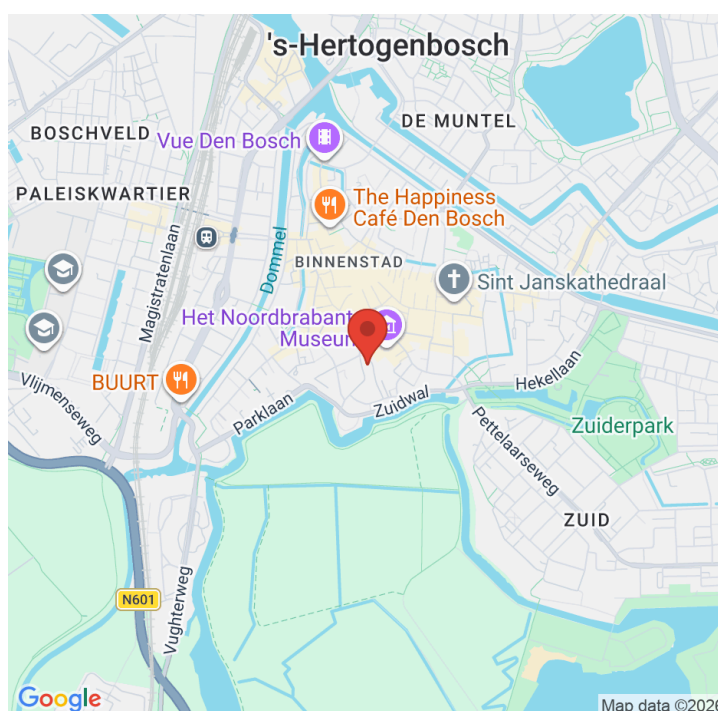 's-Hertogenbosch
BOSCHVELD
DE MUNTEL
Vue Den Bosch
PALEISKWARTIER
The Happiness
Café Den Bosch
Magistratenlaan
Dommel
BINNENSTAD
Sint Janskathedraal
Het Noordbrabant
Museum
BUURT
Vlijmenseweg
Parklaan
Zuidwal
Hekellaan
Pettelaarseweg
Zuiderpark
ZUID
N601
Vughterweg
Google
Map data ©2026